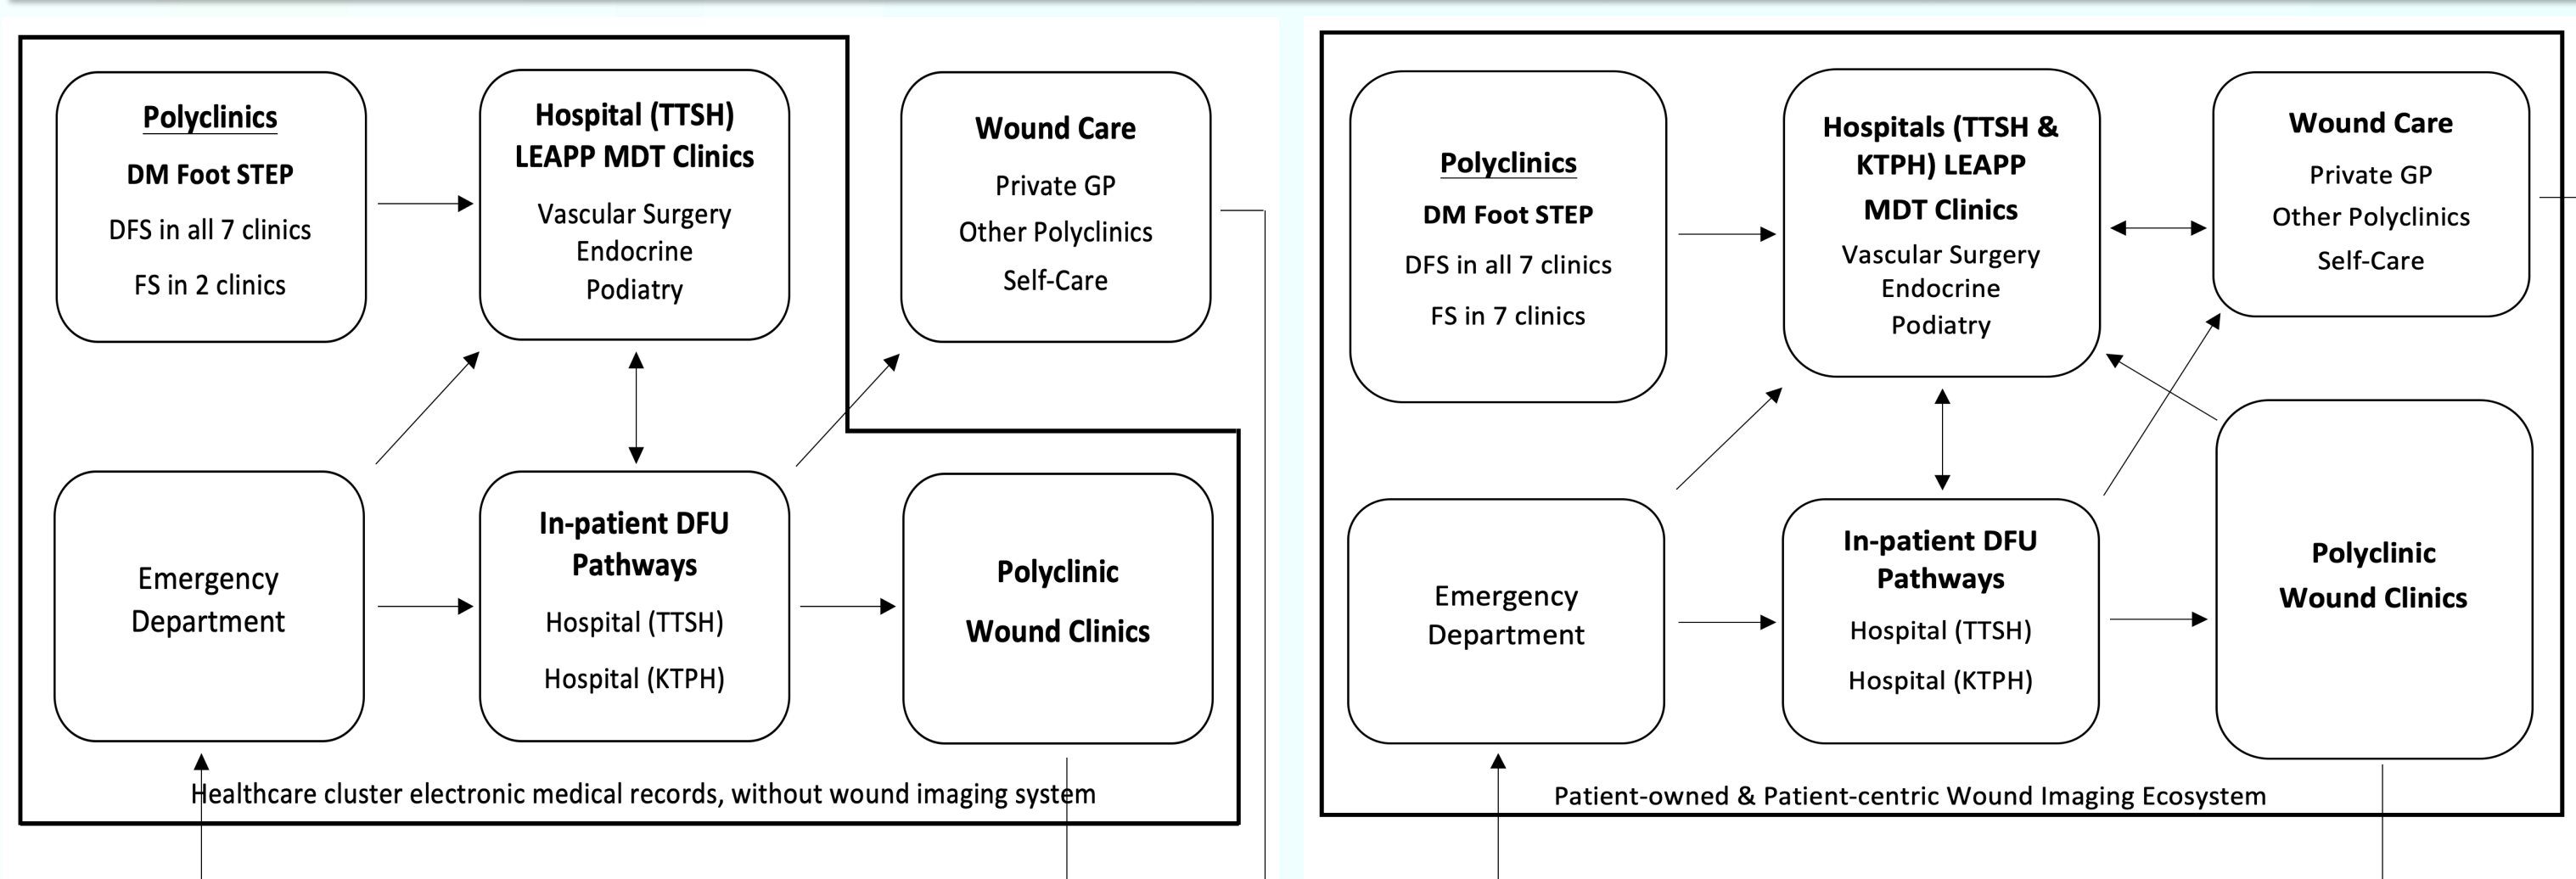 Polyclinics
DM Foot STEP
DFS in all 7 clinics
FS in 2 clinics
Hospital (TTSH)
LEAPP MDT Clinics
Vascular Surgery
Endocrine
Podiatry
Wound Care
Private GP
Other Polyclinics
Self-Care
Emergency
Department
In-patient DFU
Pathways
Hospital (TTSH)
Hospital (KTPH)
Polyclinic
Wound Clinics
Healthcare cluster electronic medical records, without wound imaging system
Polyclinics
DM Foot STEP
DFS in all 7 clinics
FS in 7 clinics
Hospitals (TTSH &
KTPH) LEAPP
MDT Clinics
Vascular Surgery
Endocrine
Podiatry
Wound Care
Private GP
Other Polyclinics
Self-Care
Emergency
Department
In-patient DFU
Pathways
Hospital (TTSH)
Hospital (KTPH)
Polyclinic
Wound Clinics
Patient-owned & Patient-centric Wound Imaging Ecosystem